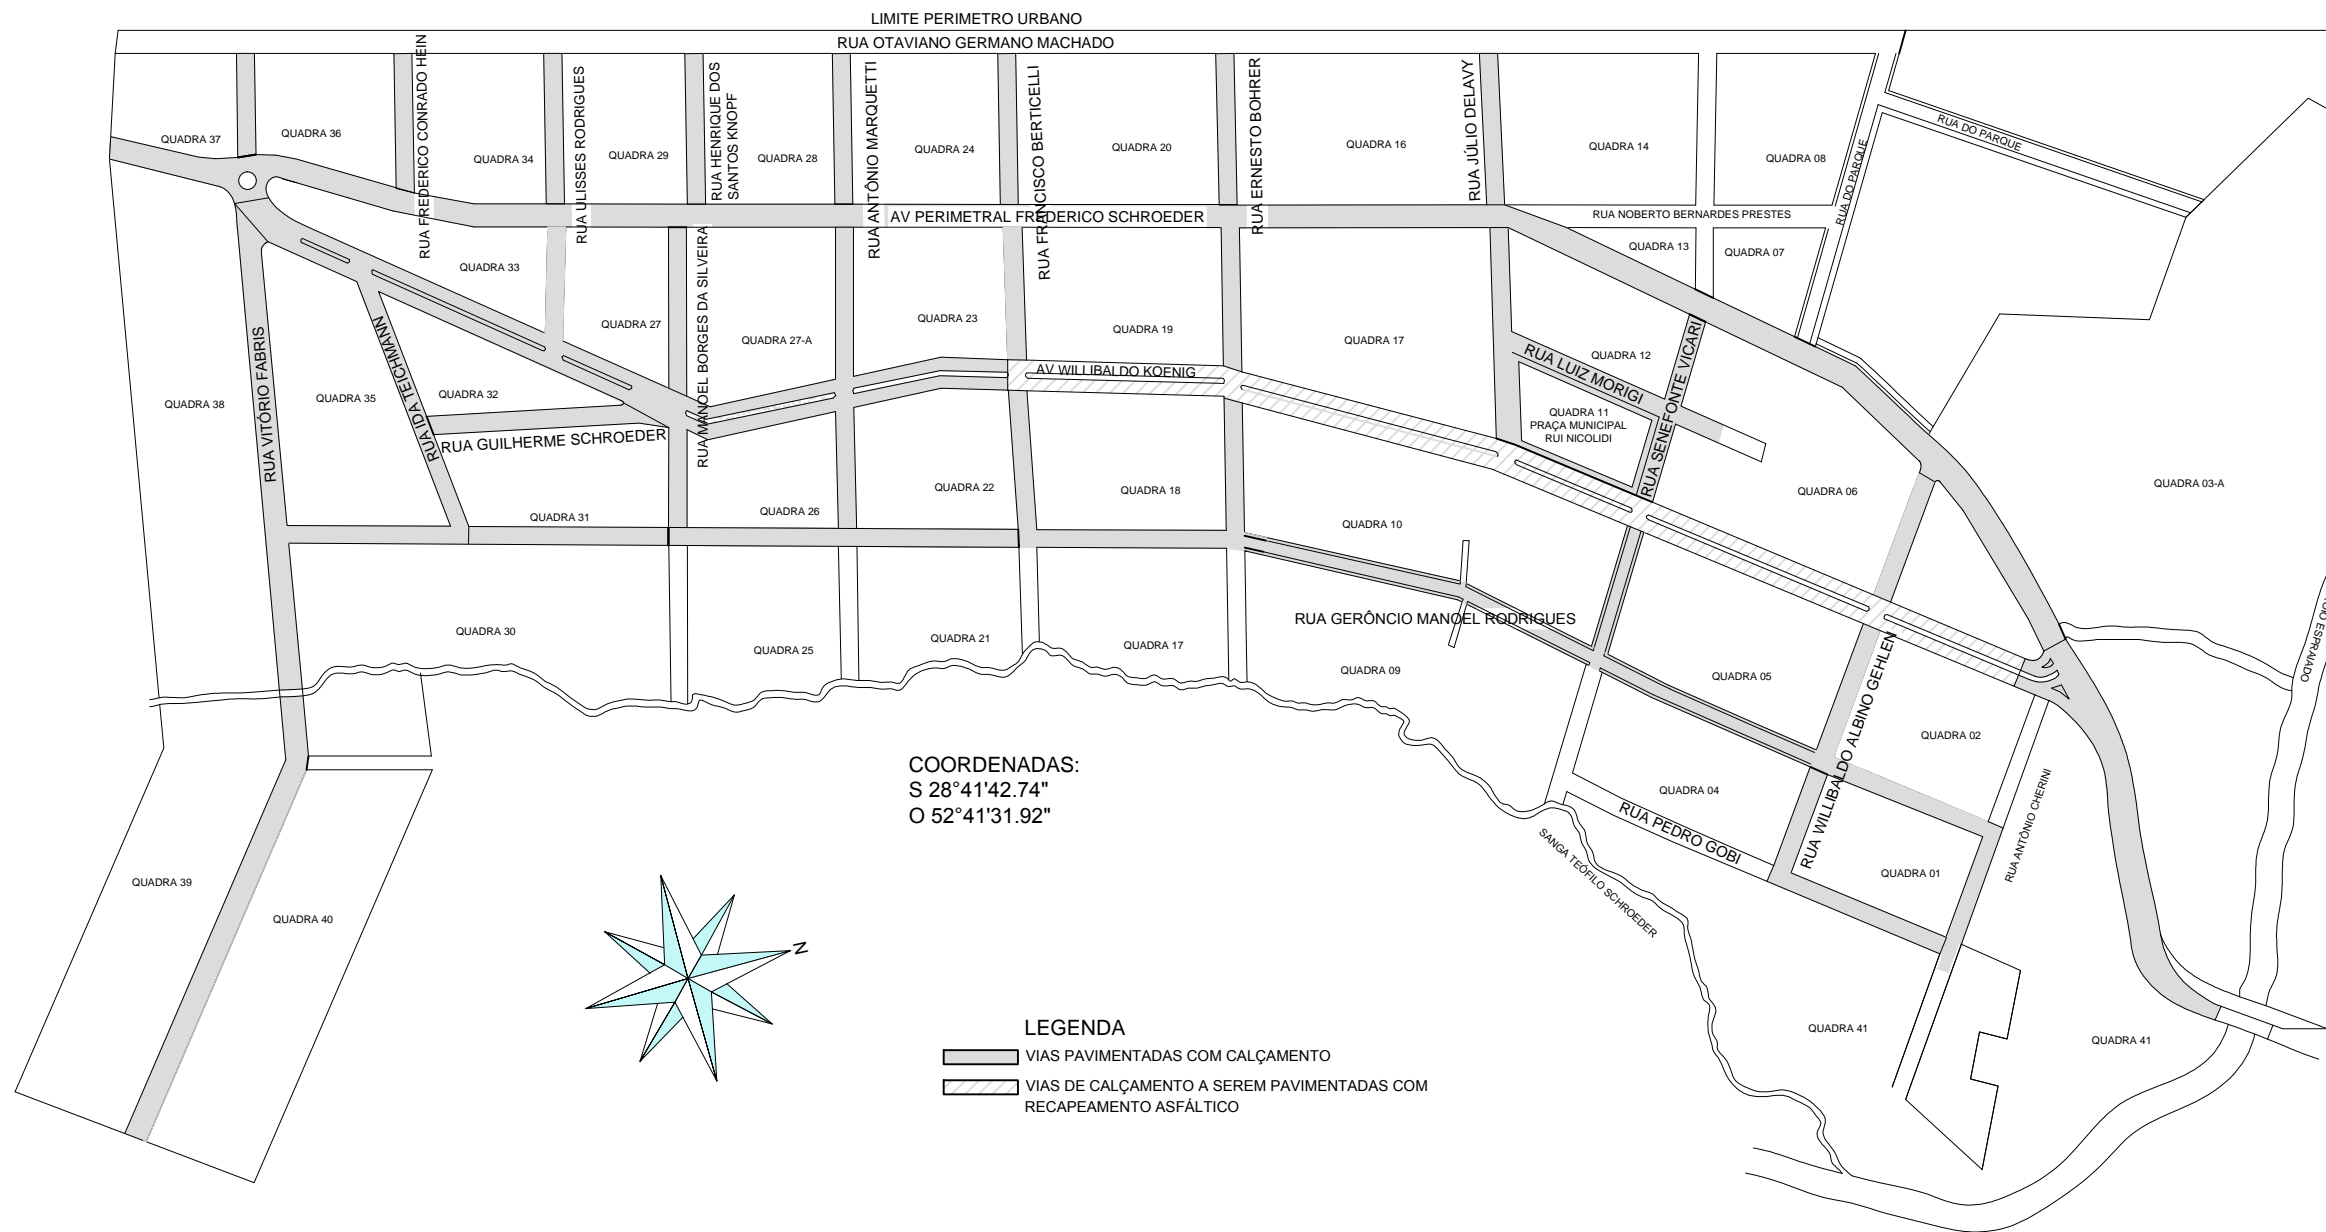 LIMITE PERIMETRO URBANO
RUA OTAVIANO GERMANO MACHADO
RUA FREDERICO CONRADO HEIN
RUA ULISSES RODRIGUES
RUA HENRIQUE DOS
SANTOS KNOPF
RUA ANTÔNIO MARQUETTI
RUA FRANCISCO BERTICELLI
RUA ERNESTO BOHRER
RUA JÚLIO DELAVY
RUA DO PARQUE
RUA DO PARQUE
QUADRA 37
QUADRA 36
QUADRA 34
QUADRA 29
QUADRA 28
QUADRA 24
QUADRA 20
QUADRA 16
QUADRA 14
QUADRA 08
AV PERIMETRAL FREDERICO SCHROEDER
RUA NOBERTO BERNARDES PRESTES
QUADRA 33
QUADRA 13
QUADRA 07
RUA MANOEL BORGES DA SILVEIRA
QUADRA 27
QUADRA 27-A
QUADRA 23
QUADRA 19
QUADRA 17
QUADRA 12
RUA LUIZ MORIGI
RUA SENEFONTE VICARI
RUA VITÓRIO FABRIS
RUA IDA TEICHMANN
AV WILLIBALDO KOENIG
QUADRA 38
QUADRA 35
QUADRA 32
QUADRA 11
PRAÇA MUNICIPAL
RUI NICOLIDI
RUA GUILHERME SCHROEDER
QUADRA 22
QUADRA 18
QUADRA 06
QUADRA 03-A
QUADRA 31
QUADRA 26
QUADRA 10
RUA GERÔNCIO MANOEL RODRIGUES
QUADRA 30
QUADRA 25
QUADRA 21
QUADRA 17
QUADRA 09
QUADRA 05
RUA WILLIBALDO ALBINO GEHLEN
QUADRA 02
ESPRAIADO
COORDENADAS:
S 28°41'42.74"
O 52°41'31.92"
QUADRA 04
RUA PEDRO GOBI
RUA ANTÔNIO CHERINI
SANGA TEÓFILO SCHROEDER
QUADRA 01
QUADRA 39
QUADRA 40
N
LEGENDA
VIAS PAVIMENTADAS COM CALÇAMENTO
VIAS DE CALÇAMENTO A SEREM PAVIMENTADAS COM
RECAPEAMENTO ASFÁLTICO
QUADRA 41
QUADRA 41